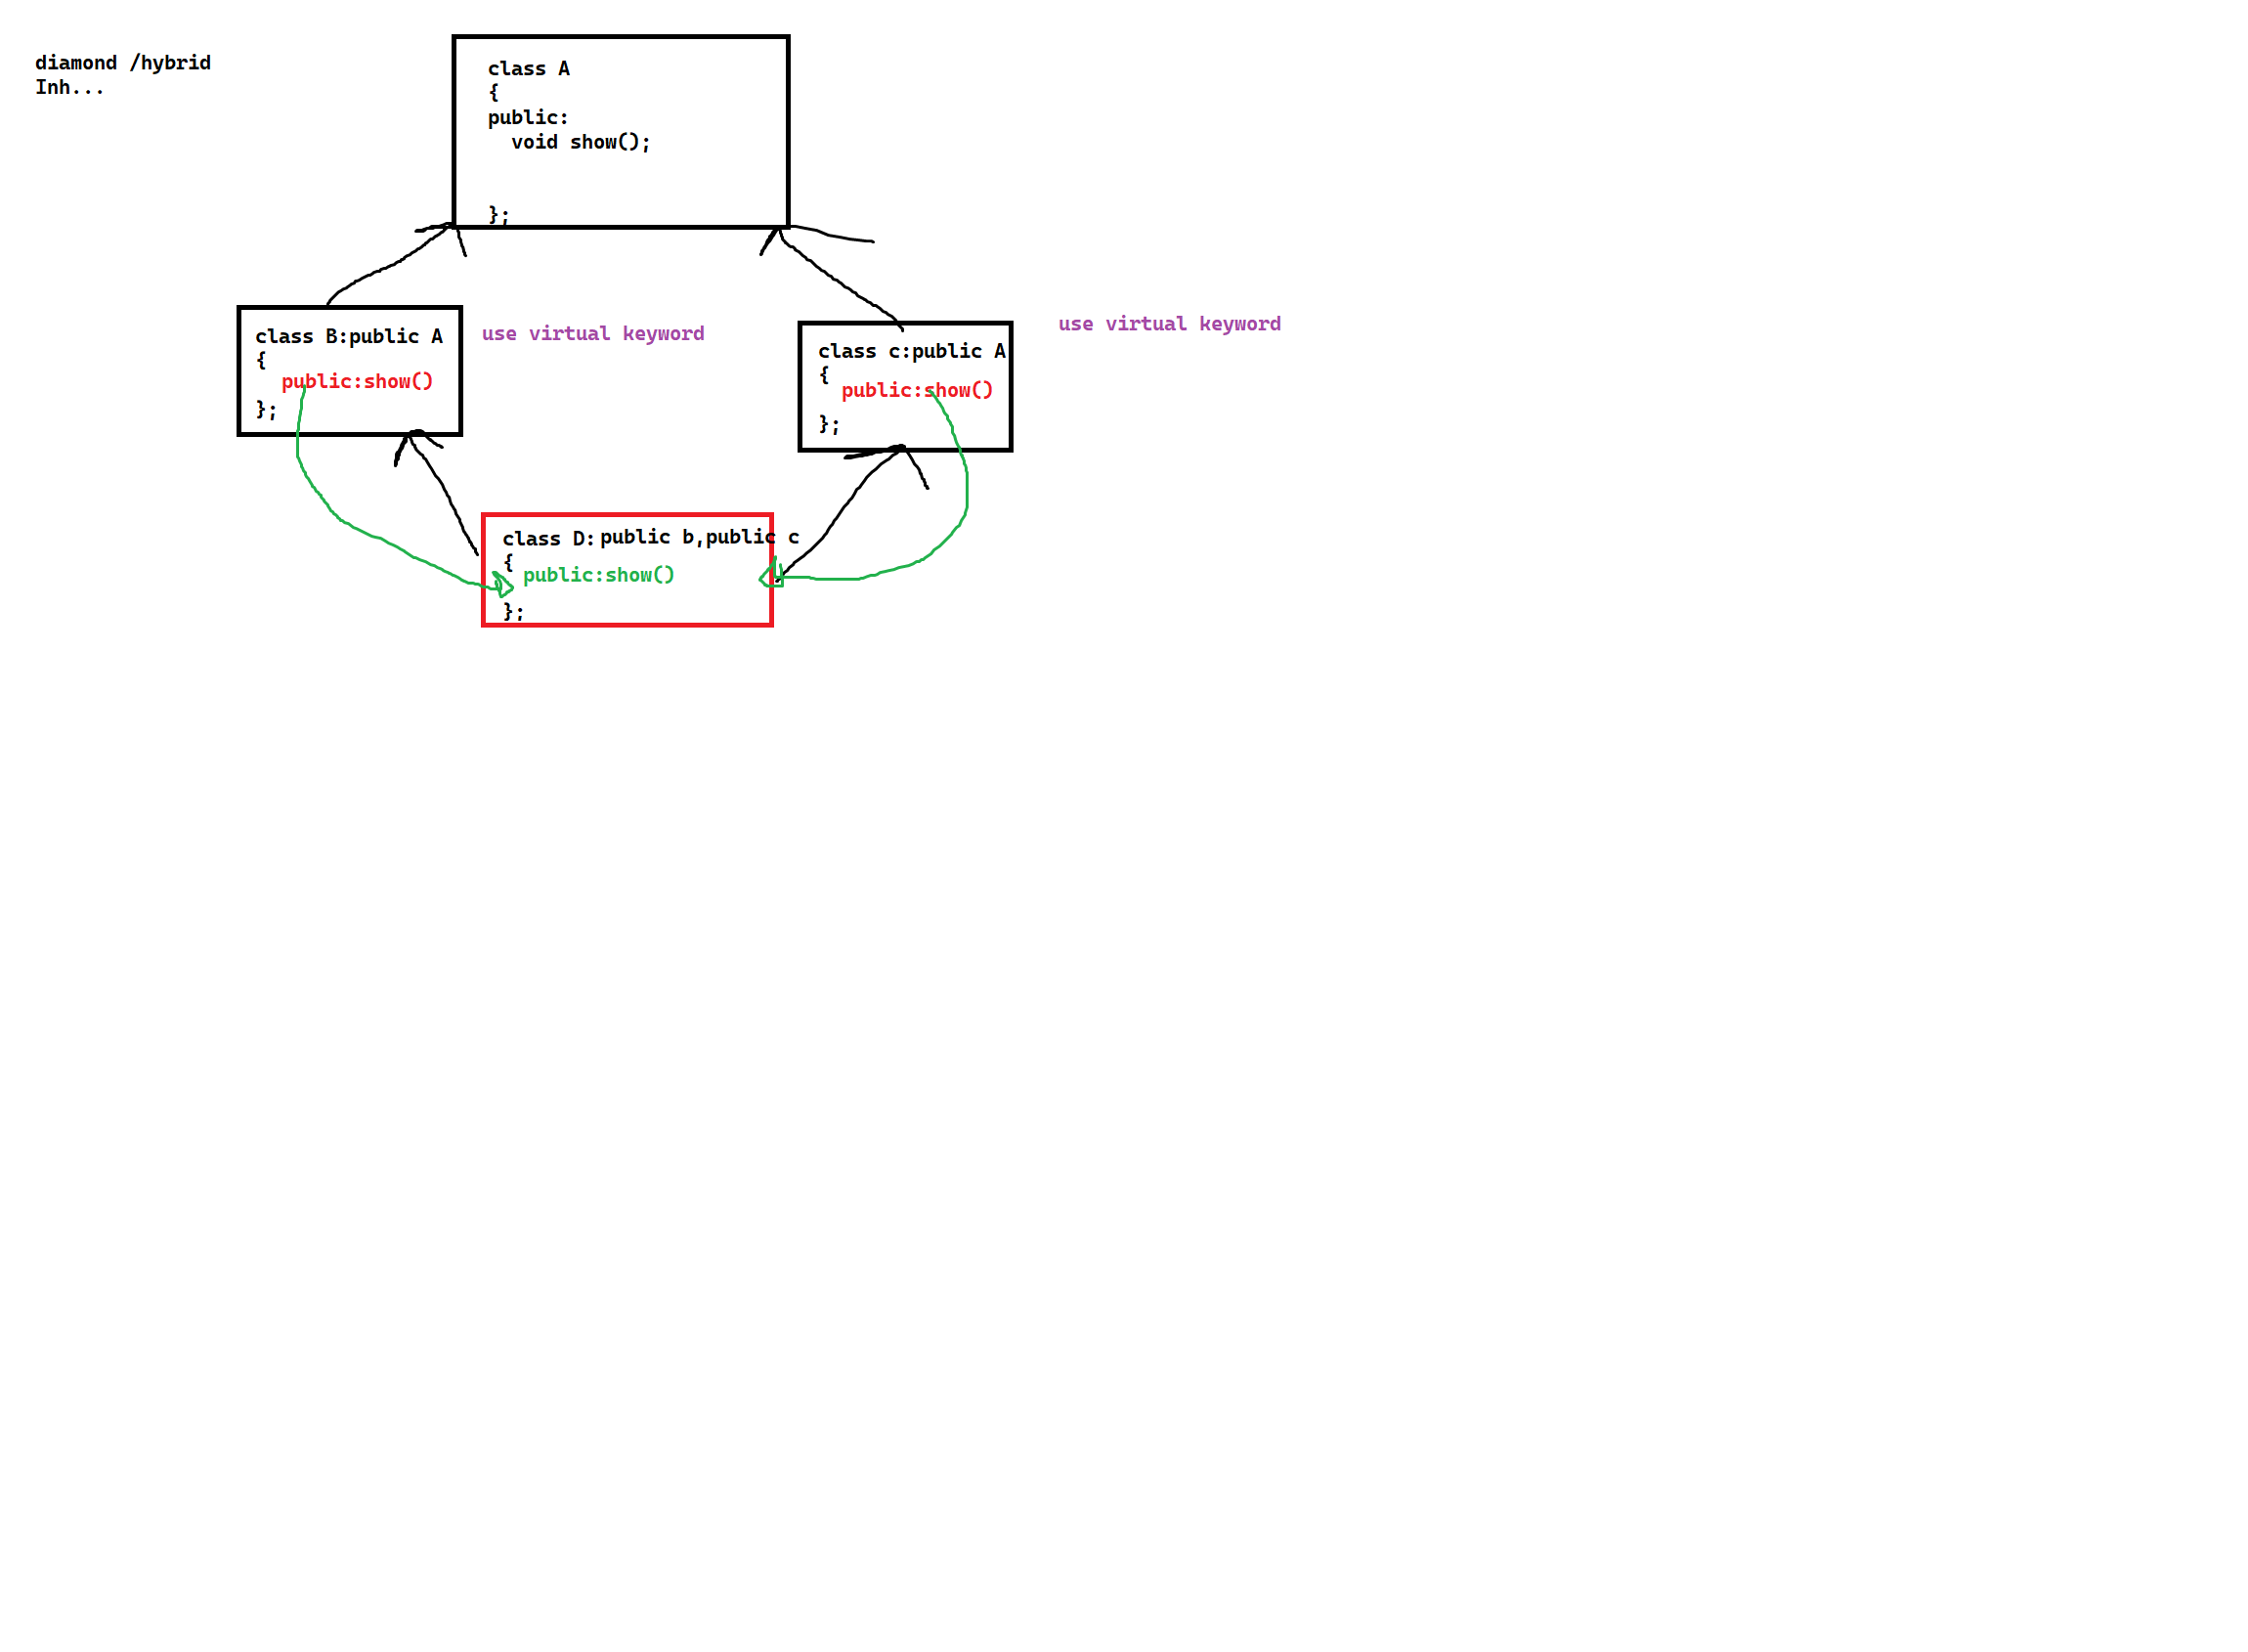 diamond /hybrid
Inh...
class A
{
public:
void show();
};
class B:public A
{
public:show()
};
use virtual keyword
class c:public A
{
public:show()
};
use virtual keyword
class D: public b,public c
{
public:show()
};